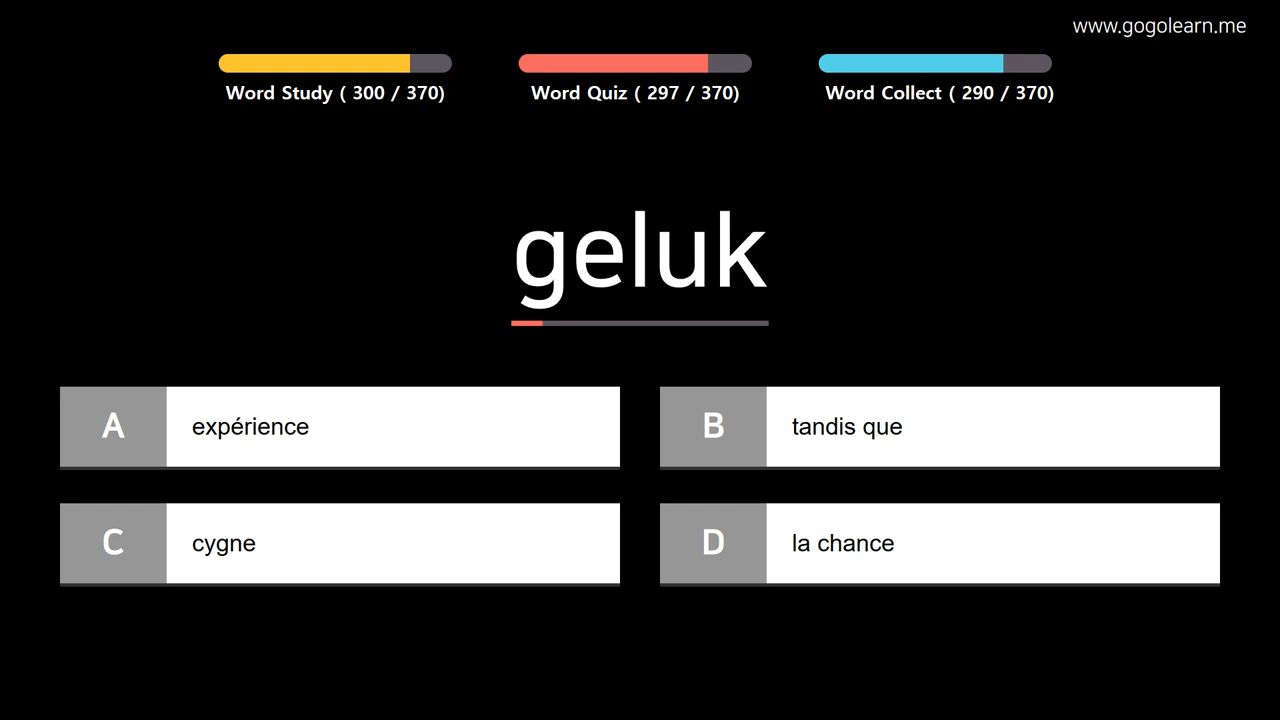 www.gogolearn.me
Word Study ( 300 / 370)
Word Quiz ( 297 / 370)
Word Collect ( 290 / 370)
geluk
A
expérience
B
tandis que
C
cygne
D
la chance